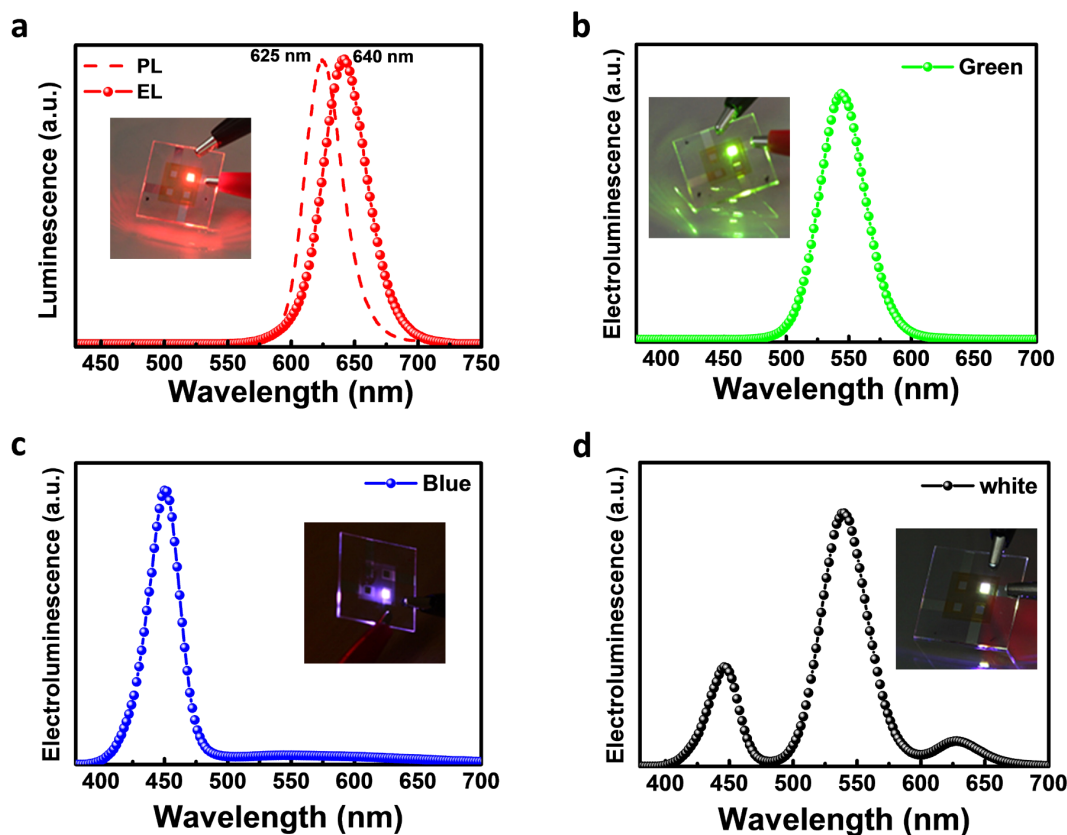 a
625 nm 640 nm
PL
EL
Luminescence (a.u.)
450 500 550 600 650 700 750
Wavelength (nm)
b
Green
Electroluminescence (a.u.)
400 450 500 550 600 650 700
Wavelength (nm)
c
Blue
Electroluminescence (a.u.)
400 450 500 550 600 650 700
Wavelength (nm)
d
white
Electroluminescence (a.u.)
400 450 500 550 600 650 700
Wavelength (nm)